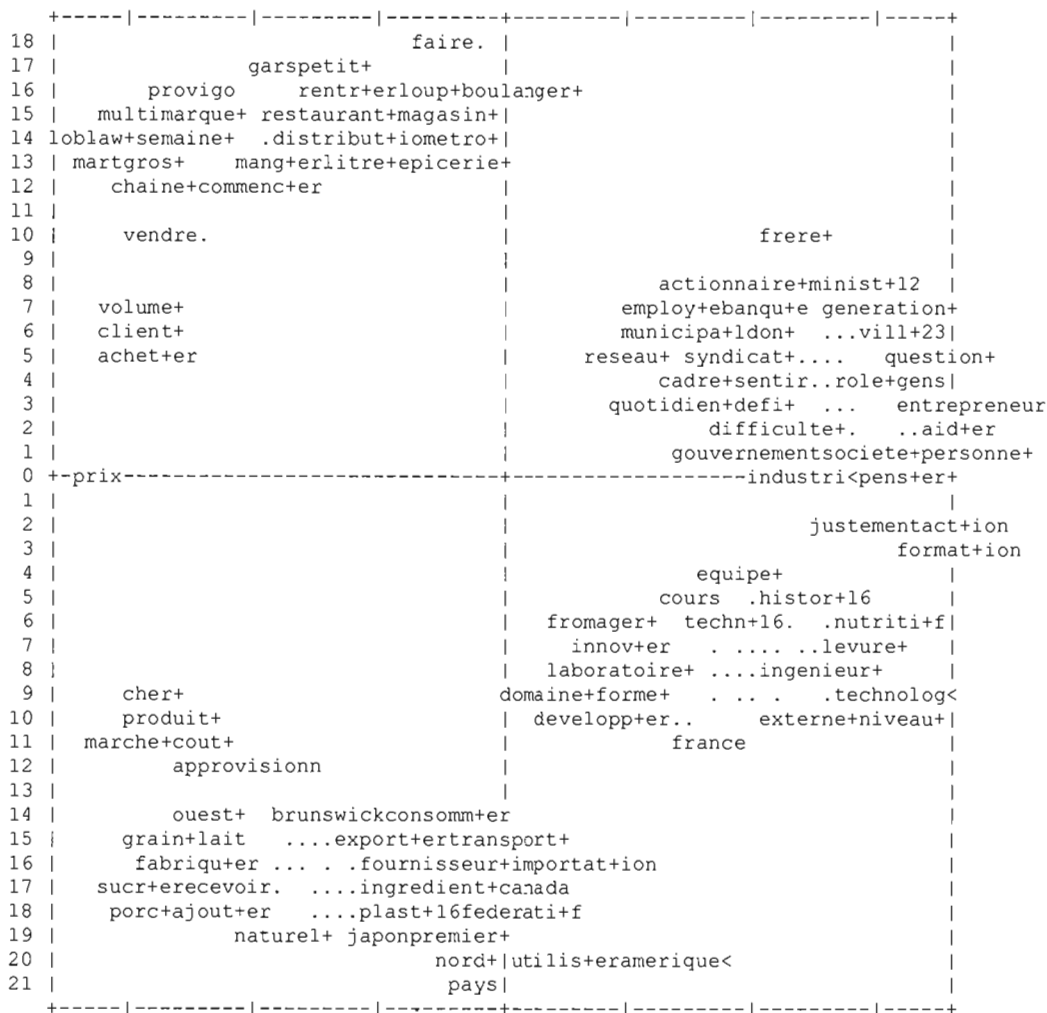 +-----|---------|---------|---------+---------|---------|---------|-----+
18 | faire. | |
17 | garspetit+ | |
16 | provigo rentr+erloup+boulanger+ |
15 | multimarque+ restaurant+magasin+| |
14 loblaw+semaine+ .distribut+iometro+| |
13 | martgros+ mang+erlitre+epicerie+ |
12 | chaine+commenc+er | |
11 | | |
10 | vendre. | frere+ |
9 | | |
8 | | actionnaire+minist+12 |
7 | volume+ | employ+ebanqu+e generation+
6 | client+ | municipa+ldon+ ...vill+23|
5 | achet+er | reseau+ syndicat+.... question+
4 | | cadre+sentir..role+gens|
3 | | quotidien+defi+ ... entrepreneur
2 | | difficulte+. ..aid+er
1 | | gouvernementsociete+personne+
0 +-prix------------------------------+-------------------industri<pens+er+
1 | | |
2 | | justementact+ion
3 | | format+ion
4 | | equipe+ |
5 | | cours .histor+16 |
6 | | fromager+ techn+16. .nutriti+f|
7 | | innov+er . .... ..levure+ |
8 | | laboratoire+ ....ingenieur+ |
9 | cher+ domaine+forme+ . .. . .technolog<
10 | produit+ | developp+er.. externe+niveau+|
11 | marche+cout+ | france |
12 | approvisionn | |
13 | | |
14 | ouest+ brunswickconsomm+er |
15 | grain+lait ....export+ertransport+ |
16 | fabriqu+er ... . .fournisseur+importat+ion |
17 | sucr+erecevoir. ....ingredient+canada |
18 | porc+ajout+er ....plast+16federati+f |
19 | naturel+ japonpremier+ |
20 | nord+|utilis+eramerique< |
21 | pays| |
+-----|---------|---------|---------+---------|---------|---------|-----+